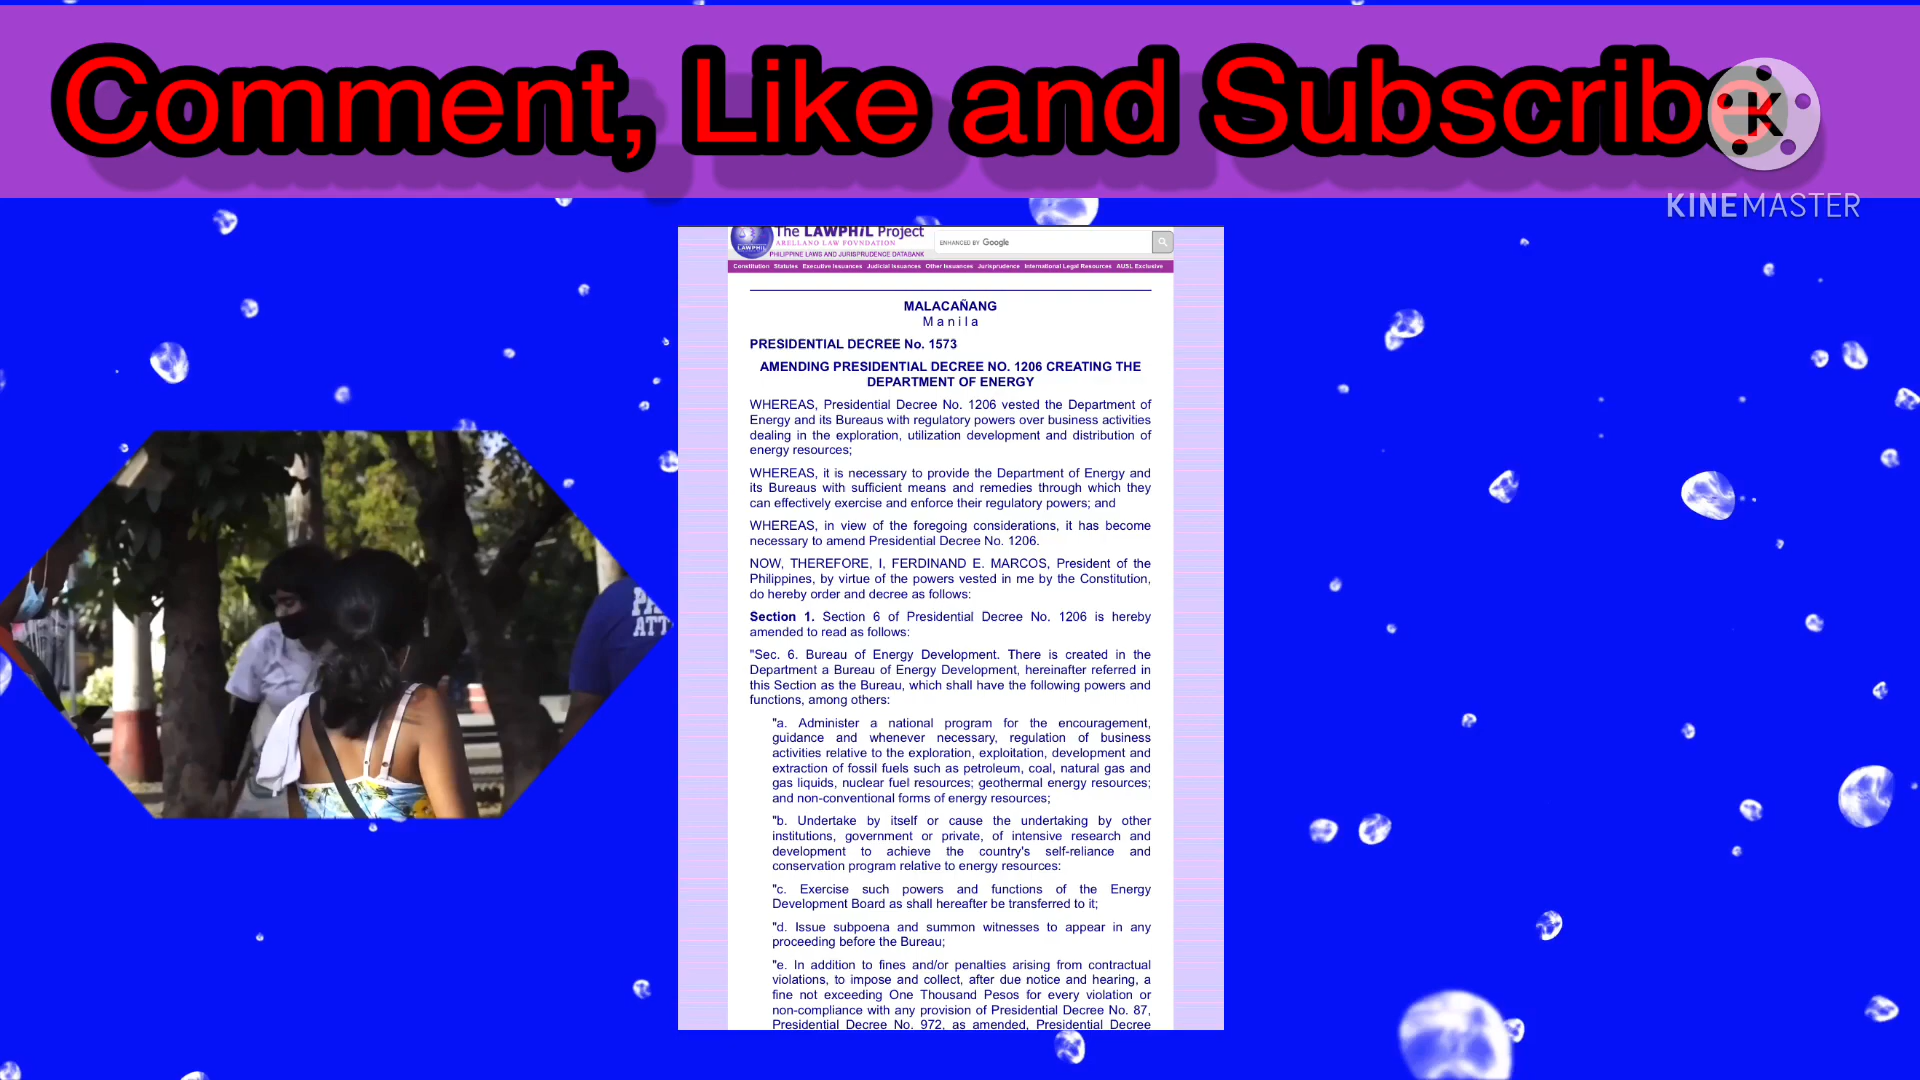 Comment, Like and Subscribe
K
KINEMASTER
The LAWPHiL Project
ARELLANO LAW FOUNDATION
PHILIPPINE LAWS AND JURISPRUDENCE DATABANK
LAWPHIL
ENHANCED BY Google
Constitution Statutes Executive Issuances Judicial Issuances Other Issuances Jurisprudence International Legal Resources AUSL Exclusive
MALACAÑANG
Manila
PRESIDENTIAL DECREE No. 1573
AMENDING PRESIDENTIAL DECREE NO. 1206 CREATING THE
DEPARTMENT OF ENERGY
WHEREAS, Presidential Decree No. 1206 vested the Department of
Energy and its Bureaus with regulatory powers over business activities
dealing in the exploration, utilization development and distribution of
energy resources;
WHEREAS, it is necessary to provide the Department of Energy and
its Bureaus with sufficient means and remedies through which they
can effectively exercise and enforce their regulatory powers; and
WHEREAS, in view of the foregoing considerations, it has become
necessary to amend Presidential Decree No. 1206.
NOW, THEREFORE, I, FERDINAND E. MARCOS, President of the
Philippines, by virtue of the powers vested in me by the Constitution,
do hereby order and decree as follows:
Section 1. Section 6 of Presidential Decree No. 1206 is hereby
amended to read as follows:
"Sec. 6. Bureau of Energy Development. There is created in the
Department a Bureau of Energy Development, hereinafter referred in
this Section as the Bureau, which shall have the following powers and
functions, among others:
"a. Administer a national program for the encouragement,
guidance and whenever necessary, regulation of business
activities relative to the exploration, exploitation, development and
extraction of fossil fuels such as petroleum, coal, natural gas and
gas liquids, nuclear fuel resources; geothermal energy resources;
and non-conventional forms of energy resources;
"b. Undertake by itself or cause the undertaking by other
institutions, government or private, of intensive research and
development to achieve the country's self-reliance and
conservation program relative to energy resources:
"c. Exercise such powers and functions of the Energy
Development Board as shall hereafter be transferred to it;
"d. Issue subpoena and summon witnesses to appear in any
proceeding before the Bureau;
"e. In addition to fines and/or penalties arising from contractual
violations, to impose and collect, after due notice and hearing, a
fine not exceeding One Thousand Pesos for every violation or
non-compliance with any provision of Presidential Decree No. 87,
Presidential Decree No. 972, as amended, Presidential Decree